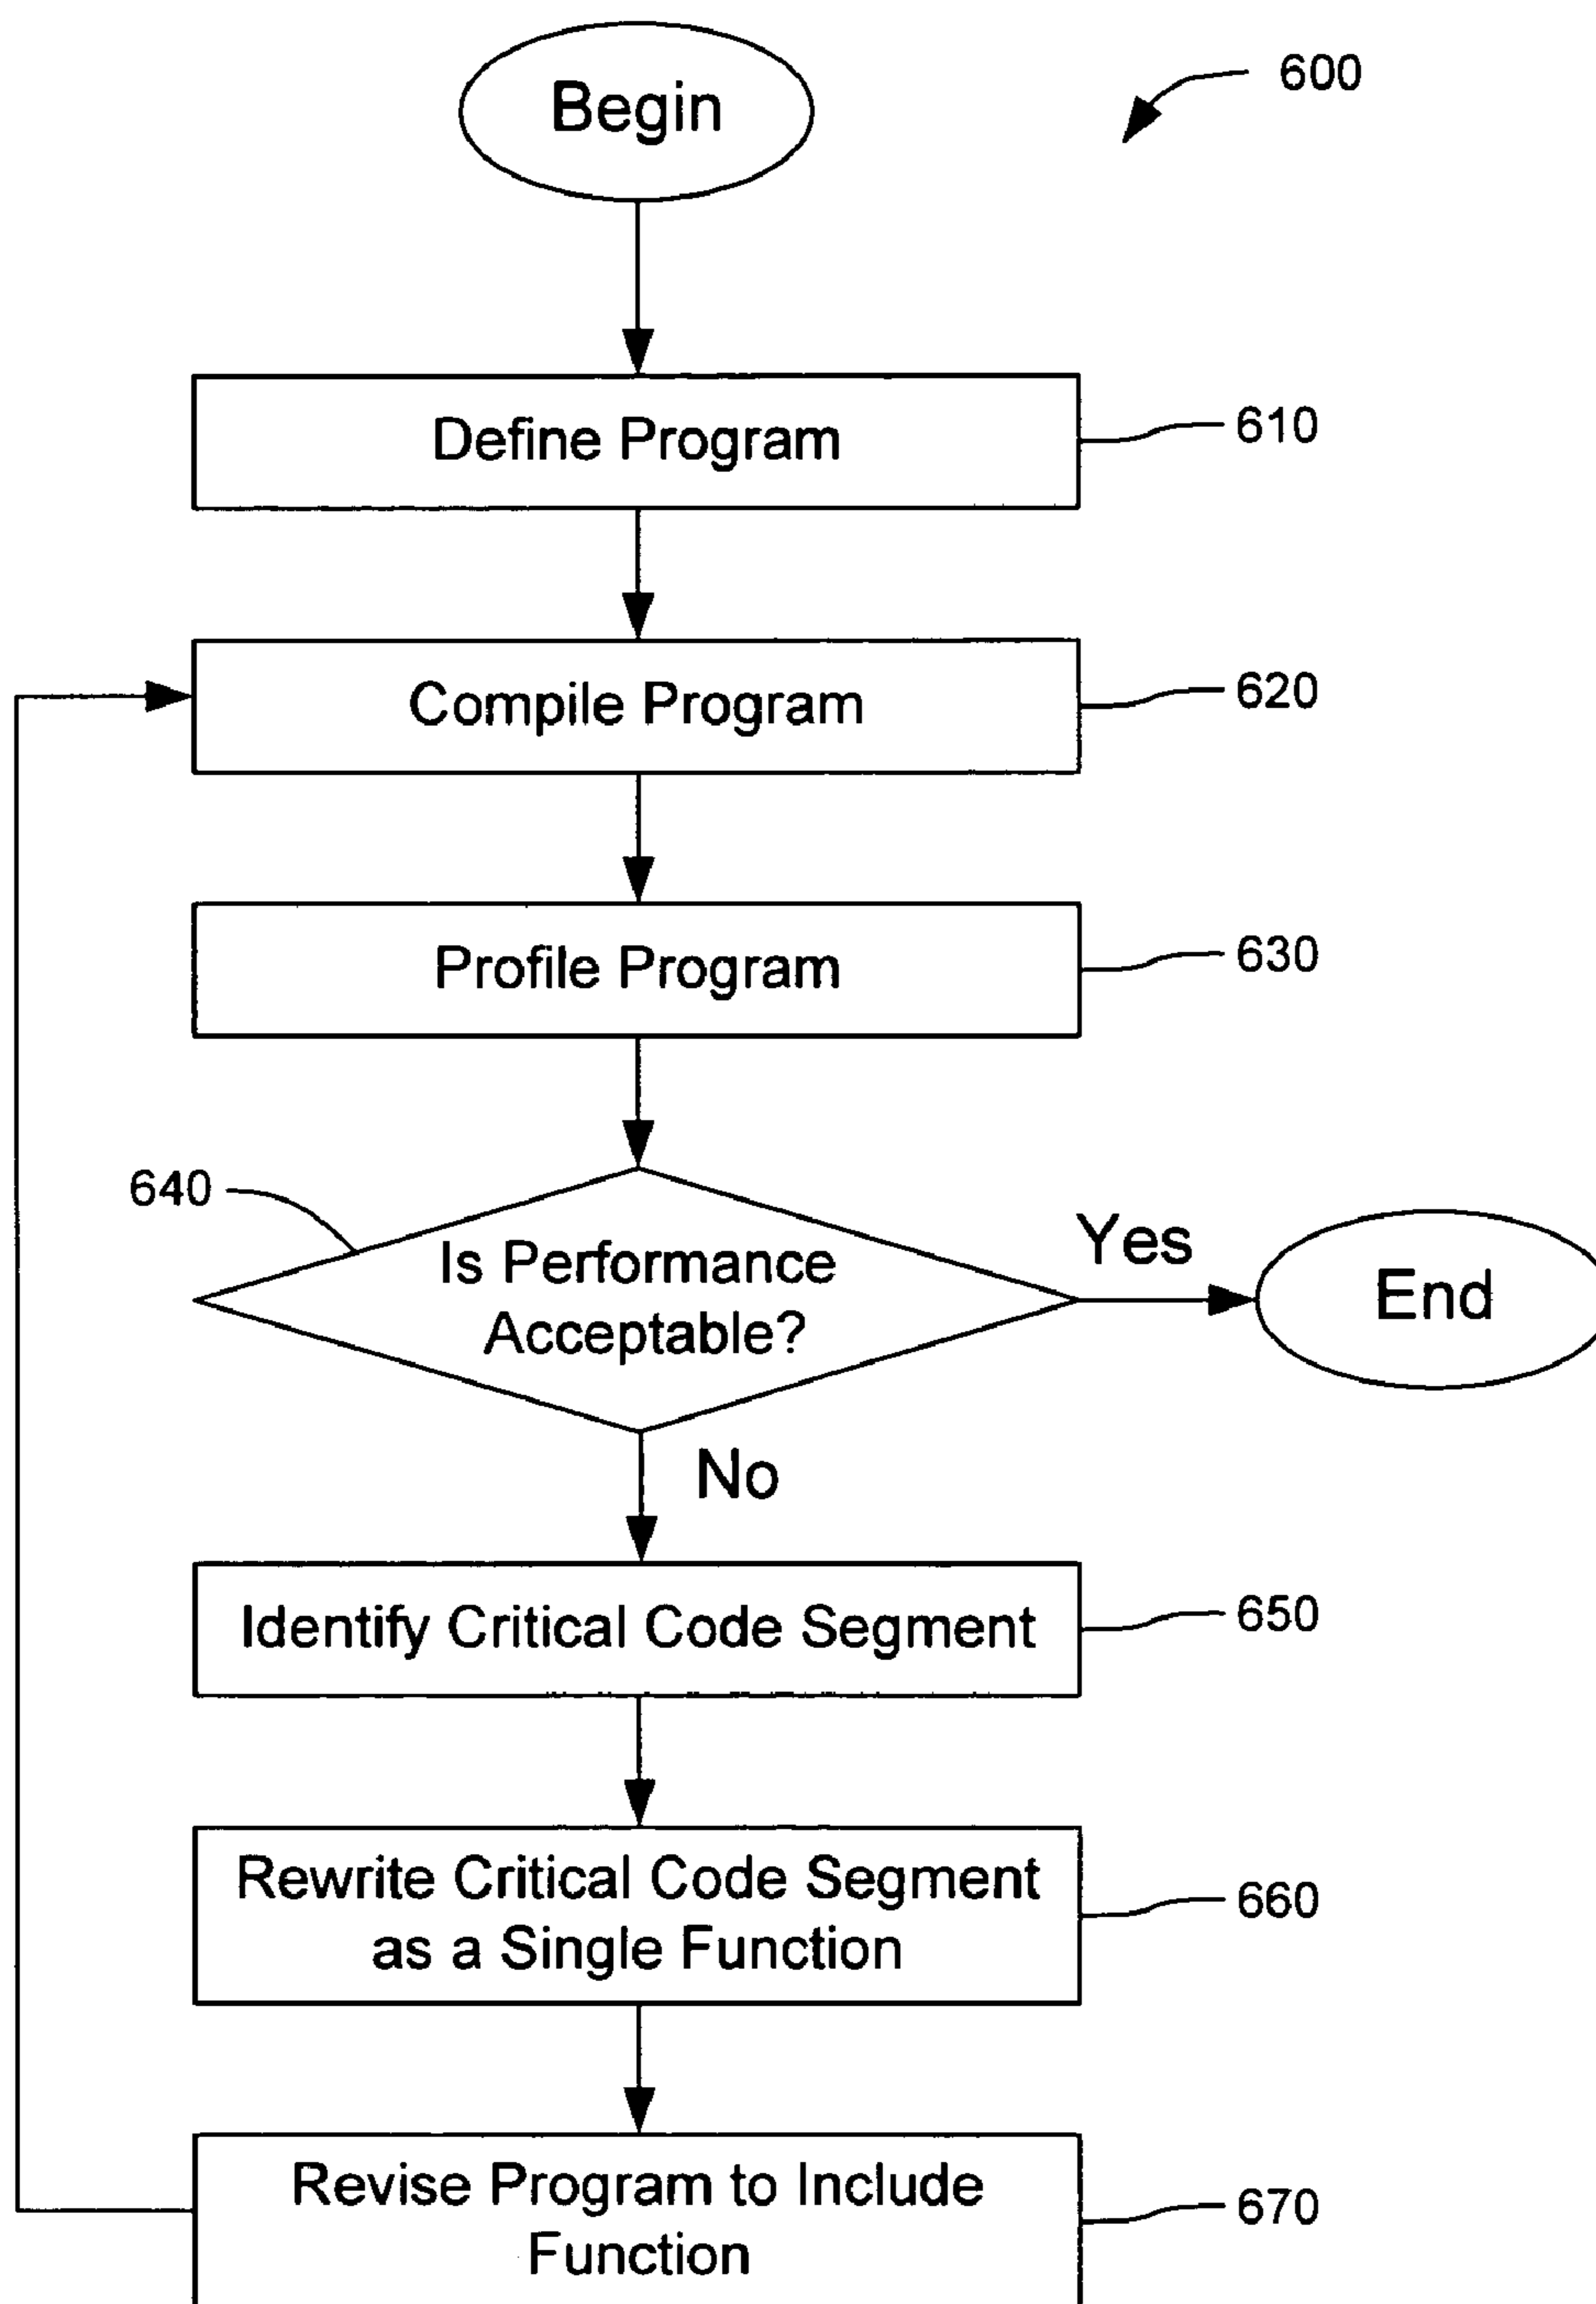 Begin
600
Define Program
610
Compile Program
620
Profile Program
630
640
Is Performance
Acceptable?
Yes
End
No
Identify Critical Code Segment
650
Rewrite Critical Code Segment
as a Single Function
660
Revise Program to Include
Function
670